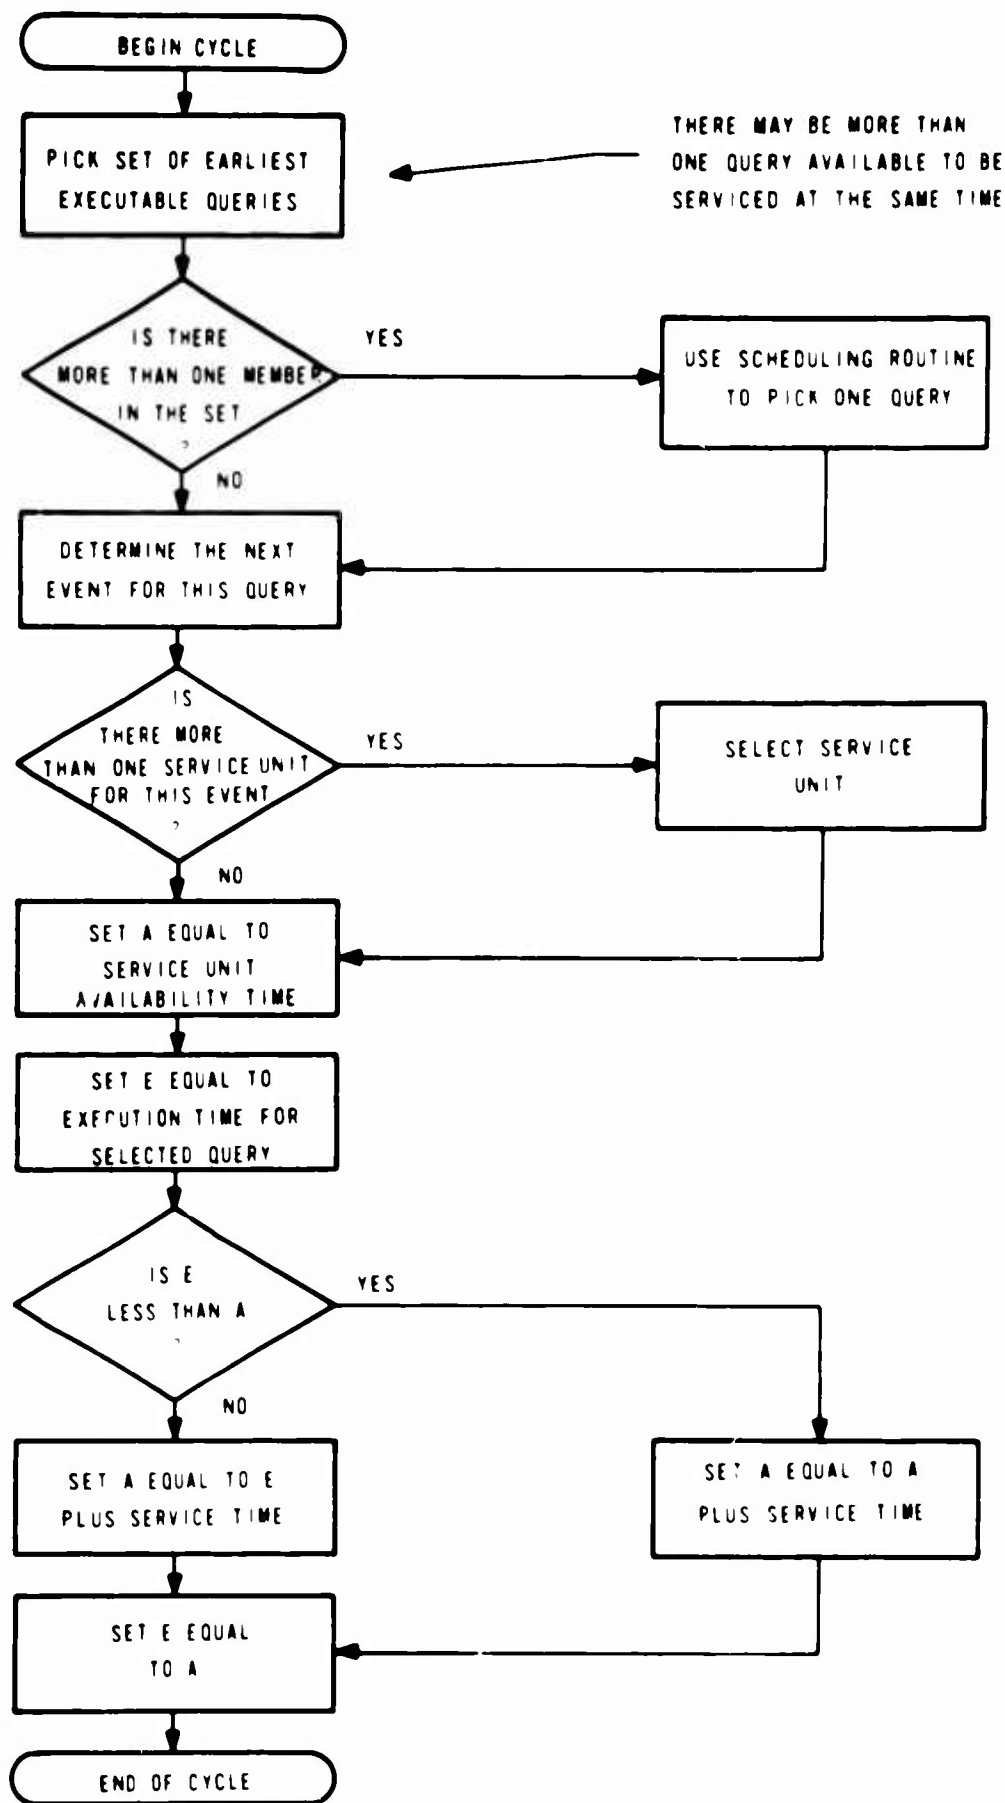 BEGIN CYCLE
PICK SET OF EARLIEST
EXECUTABLE QUERIES
THERE MAY BE MORE THAN
ONE QUERY AVAILABLE TO BE
SERVICED AT THE SAME TIME
IS THERE
MORE THAN ONE MEMBER
IN THE SET
?
YES
USE SCHEDULING ROUTINE
TO PICK ONE QUERY
NO
DETERMINE THE NEXT
EVENT FOR THIS QUERY
IS
THERE MORE
THAN ONE SERVICE UNIT
FOR THIS EVENT
?
YES
SELECT SERVICE
UNIT
NO
SET A EQUAL TO
SERVICE UNIT
AVAILABILITY TIME
SET E EQUAL TO
EXECUTION TIME FOR
SELECTED QUERY
IS E
LESS THAN A
?
YES
NO
SET A EQUAL TO E
PLUS SERVICE TIME
SET A EQUAL TO A
PLUS SERVICE TIME
SET E EQUAL
TO A
END OF CYCLE